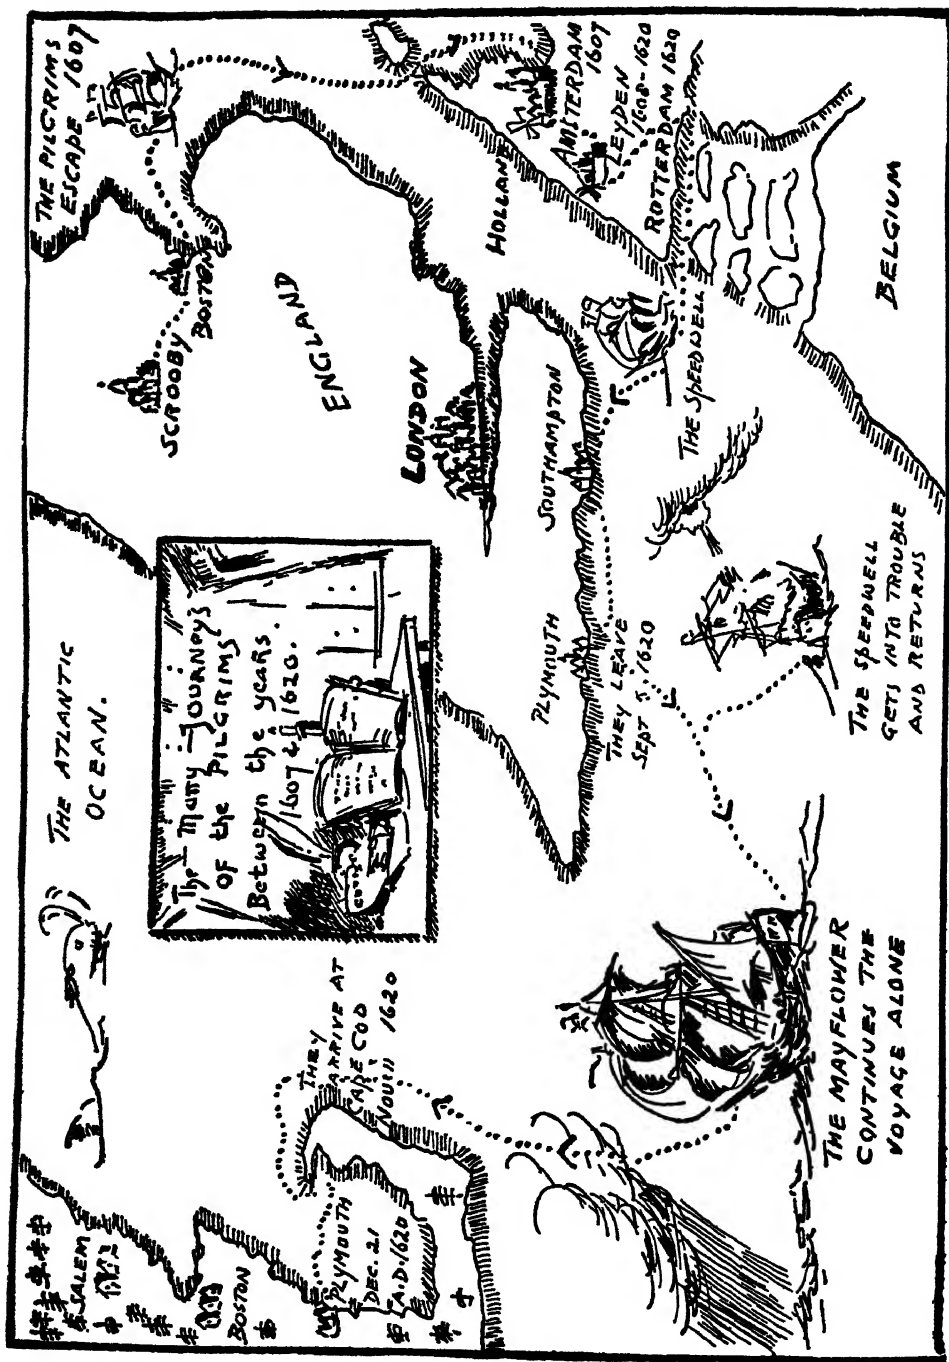 The Many JOURNEYS
OF the PILGRIMS
Between the years.
1607 & 1620.
THE ATLANTIC
OCEAN.
THE PILGRIMS
ESCAPE 1607
SCROOBY.
BOSTON
ENGLAND
LONDON
HOLLAND
AMSTERDAM
1607
LEYDEN
1608-1620
ROTTERDAM 1620
BELGIUM
THE SPEEDWELL
SOUTHAMPTON
PLYMOUTH
THEY LEAVE
SEPT 5, 1620
THE SPEEDWELL
GETS INTO TROUBLE
AND RETURNS
THE MAYFLOWER
CONTINUES THE
VOYAGE ALONE
THEY
ARRIVE AT
CAPE COD
NOV 11 1620
SALEM
BOSTON
PLYMOUTH
DEC. 21
A.D. 1620